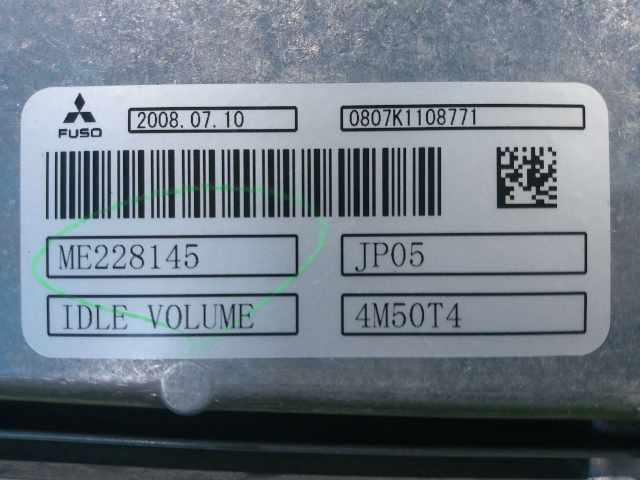 FUSO
2008.07.10
0807K1108771
ME228145
JP05
IDLE VOLUME
4M50T4